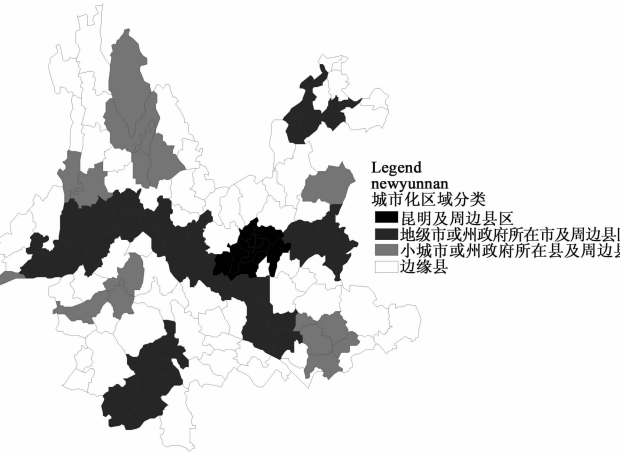 Legend
newyunnan
城市化区域分类
昆明及周边县区
地级市或州政府所在市及周边县
小城市或州政府所在县及周边县
边缘县